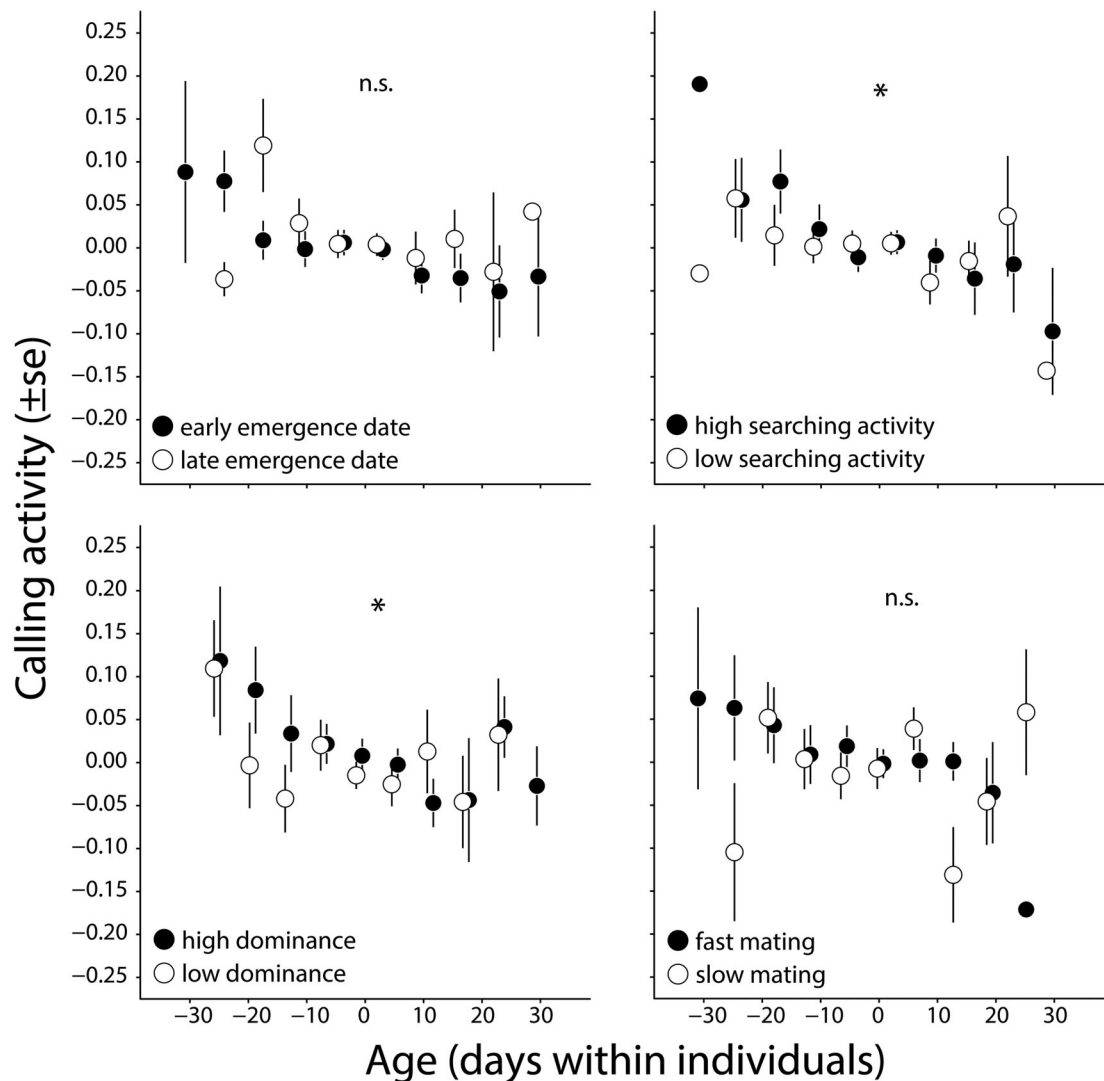 Calling activity (±se)
0.25
0.20
0.15
0.10
0.05
0.00
−0.05
−0.10
−0.15
−0.20
−0.25
n.s.
early emergence date
late emergence date
*
high searching activity
low searching activity
0.25
0.20
0.15
0.10
0.05
0.00
−0.05
−0.10
−0.15
−0.20
−0.25
*
high dominance
low dominance
−30 −20 −10 0 10 20 30
n.s.
fast mating
slow mating
−30 −20 −10 0 10 20 30
Age (days within individuals)